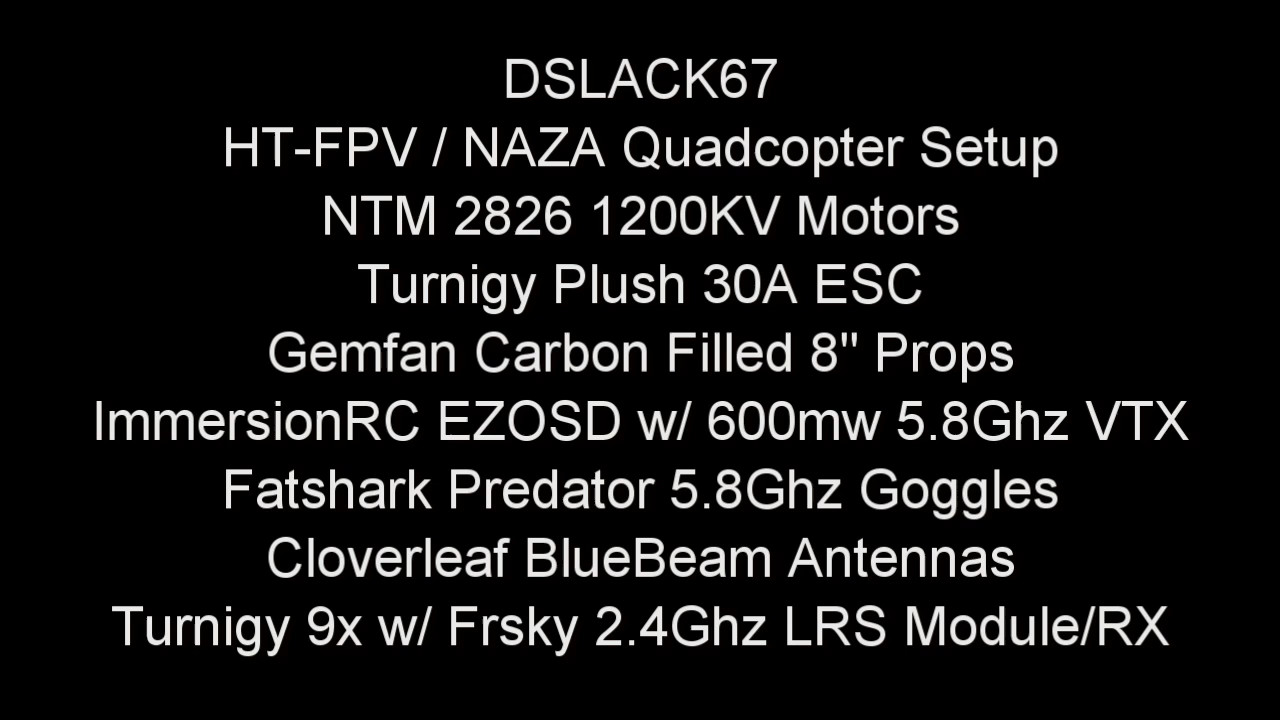 DSLACK67
HT-FPV / NAZA Quadcopter Setup
NTM 2826 1200KV Motors
Turnigy Plush 30A ESC
Gemfan Carbon Filled 8" Props
ImmersionRC EZOSD w/ 600mw 5.8Ghz VTX
Fatshark Predator 5.8Ghz Goggles
Cloverleaf BlueBeam Antennas
Turnigy 9x w/ Frsky 2.4Ghz LRS Module/RX